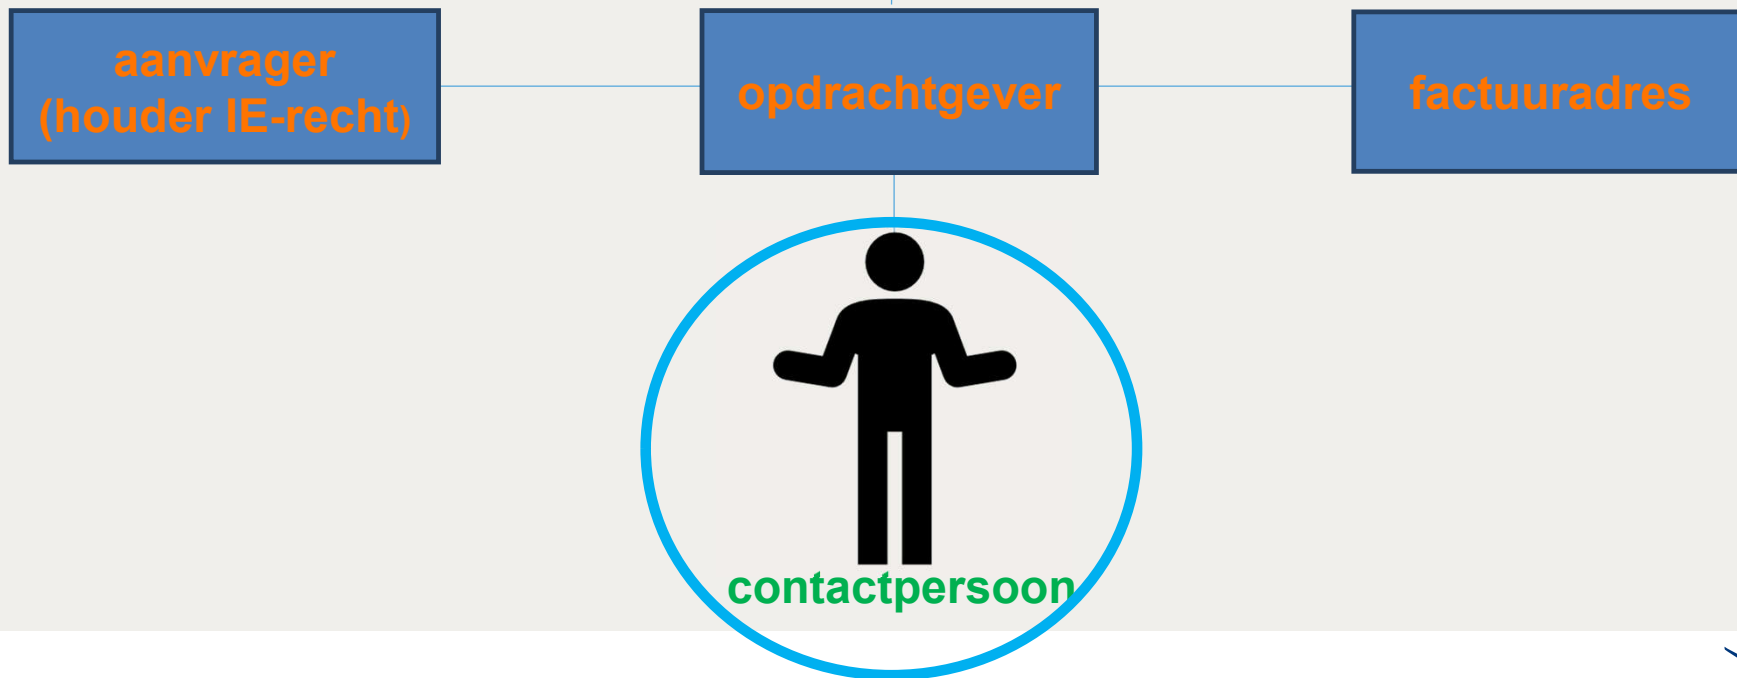 aanvrager
(houder IE-recht)
opdrachtgever
factuuradres
contactpersoon